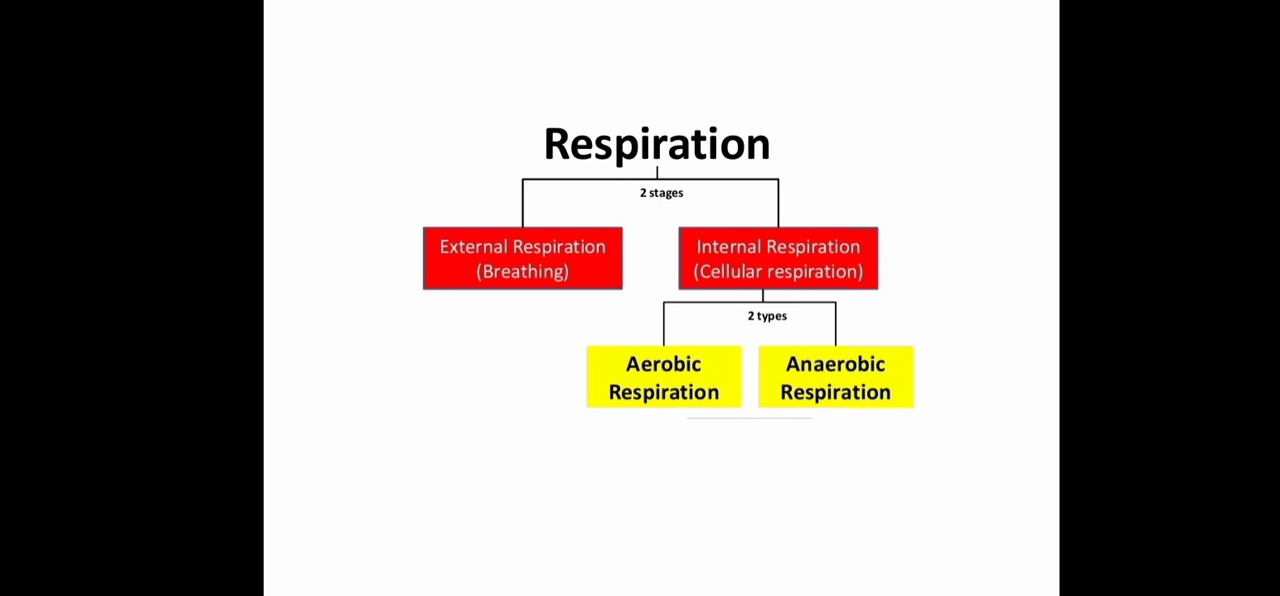 Respiration
2 stages
External Respiration
(Breathing)
Internal Respiration
(Cellular respiration)
2 types
Aerobic
Respiration
Anaerobic
Respiration